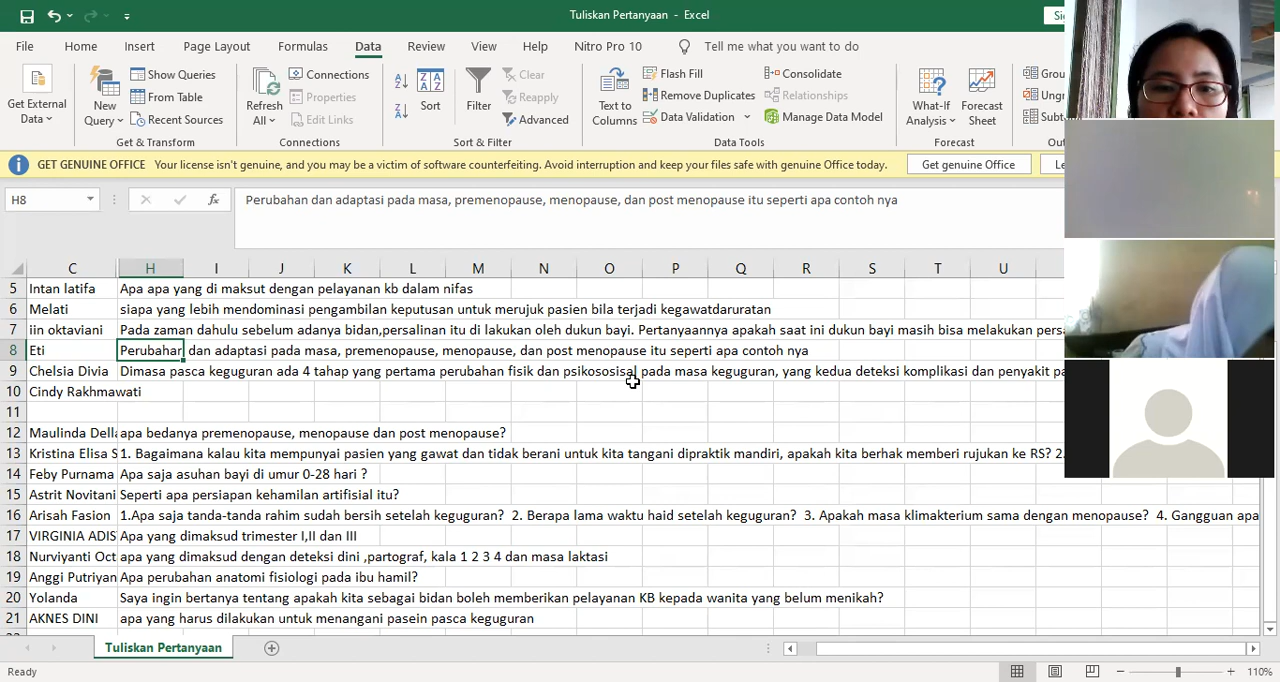 Tuliskan Pertanyaan - Excel
File Home Insert Page Layout Formulas Data Review View Help Nitro Pro 10 Tell me what you want to do
Get External Data
New Query
Show Queries
From Table
Recent Sources
Get & Transform
Refresh All
Connections
Properties
Edit Links
Connections
Sort
Filter
Clear
Reapply
Advanced
Sort & Filter
Text to Columns
Flash Fill
Remove Duplicates
Data Validation
Consolidate
Relationships
Manage Data Model
Data Tools
What-If Analysis
Forecast Sheet
Forecast
GET GENUINE OFFICE Your license isn't genuine, and you may be a victim of software counterfeiting. Avoid interruption and keep your files safe with genuine Office today. Get genuine Office
H8 fx Perubahan dan adaptasi pada masa, premenopause, menopause, dan post menopause itu seperti apa contoh nya
C H I J K L M N O P Q R S T U
5 Intan latifa Apa apa yang di maksut dengan pelayanan kb dalam nifas
6 Melati siapa yang lebih mendominasi pengambilan keputusan untuk merujuk pasien bila terjadi kegawatdaruratan
7 iin oktaviani Pada zaman dahulu sebelum adanya bidan,persalinan itu di lakukan oleh dukun bayi. Pertanyaannya apakah saat ini dukun bayi masih bisa melakukan persa
8 Eti Perubahar dan adaptasi pada masa, premenopause, menopause, dan post menopause itu seperti apa contoh nya
9 Chelsia Divia Dimasa pasca keguguran ada 4 tahap yang pertama perubahan fisik dan psikososisal pada masa keguguran, yang kedua deteksi komplikasi dan penyakit pa
10 Cindy Rakhmawati
11
12 Maulinda Della apa bedanya premenopause, menopause dan post menopause?
13 Kristina Elisa S 1. Bagaimana kalau kita mempunyai pasien yang gawat dan tidak berani untuk kita tangani dipraktik mandiri, apakah kita berhak memberi rujukan ke RS? 2.
14 Feby Purnama Apa saja asuhan bayi di umur 0-28 hari ?
15 Astrit Novitani Seperti apa persiapan kehamilan artifisial itu?
16 Arisah Fasion 1.Apa saja tanda-tanda rahim sudah bersih setelah keguguran? 2. Berapa lama waktu haid setelah keguguran? 3. Apakah masa klimakterium sama dengan menopause? 4. Gangguan apa
17 VIRGINIA ADIS Apa yang dimaksud trimester I,II dan III
18 Nurviyanti Oct apa yang dimaksud dengan deteksi dini ,partograf, kala 1 2 3 4 dan masa laktasi
19 Anggi Putriyan Apa perubahan anatomi fisiologi pada ibu hamil?
20 Yolanda Saya ingin bertanya tentang apakah kita sebagai bidan boleh memberikan pelayanan KB kepada wanita yang belum menikah?
21 AKNES DINI apa yang harus dilakukan untuk menangani pasein pasca keguguran
Tuliskan Pertanyaan
Ready 110%